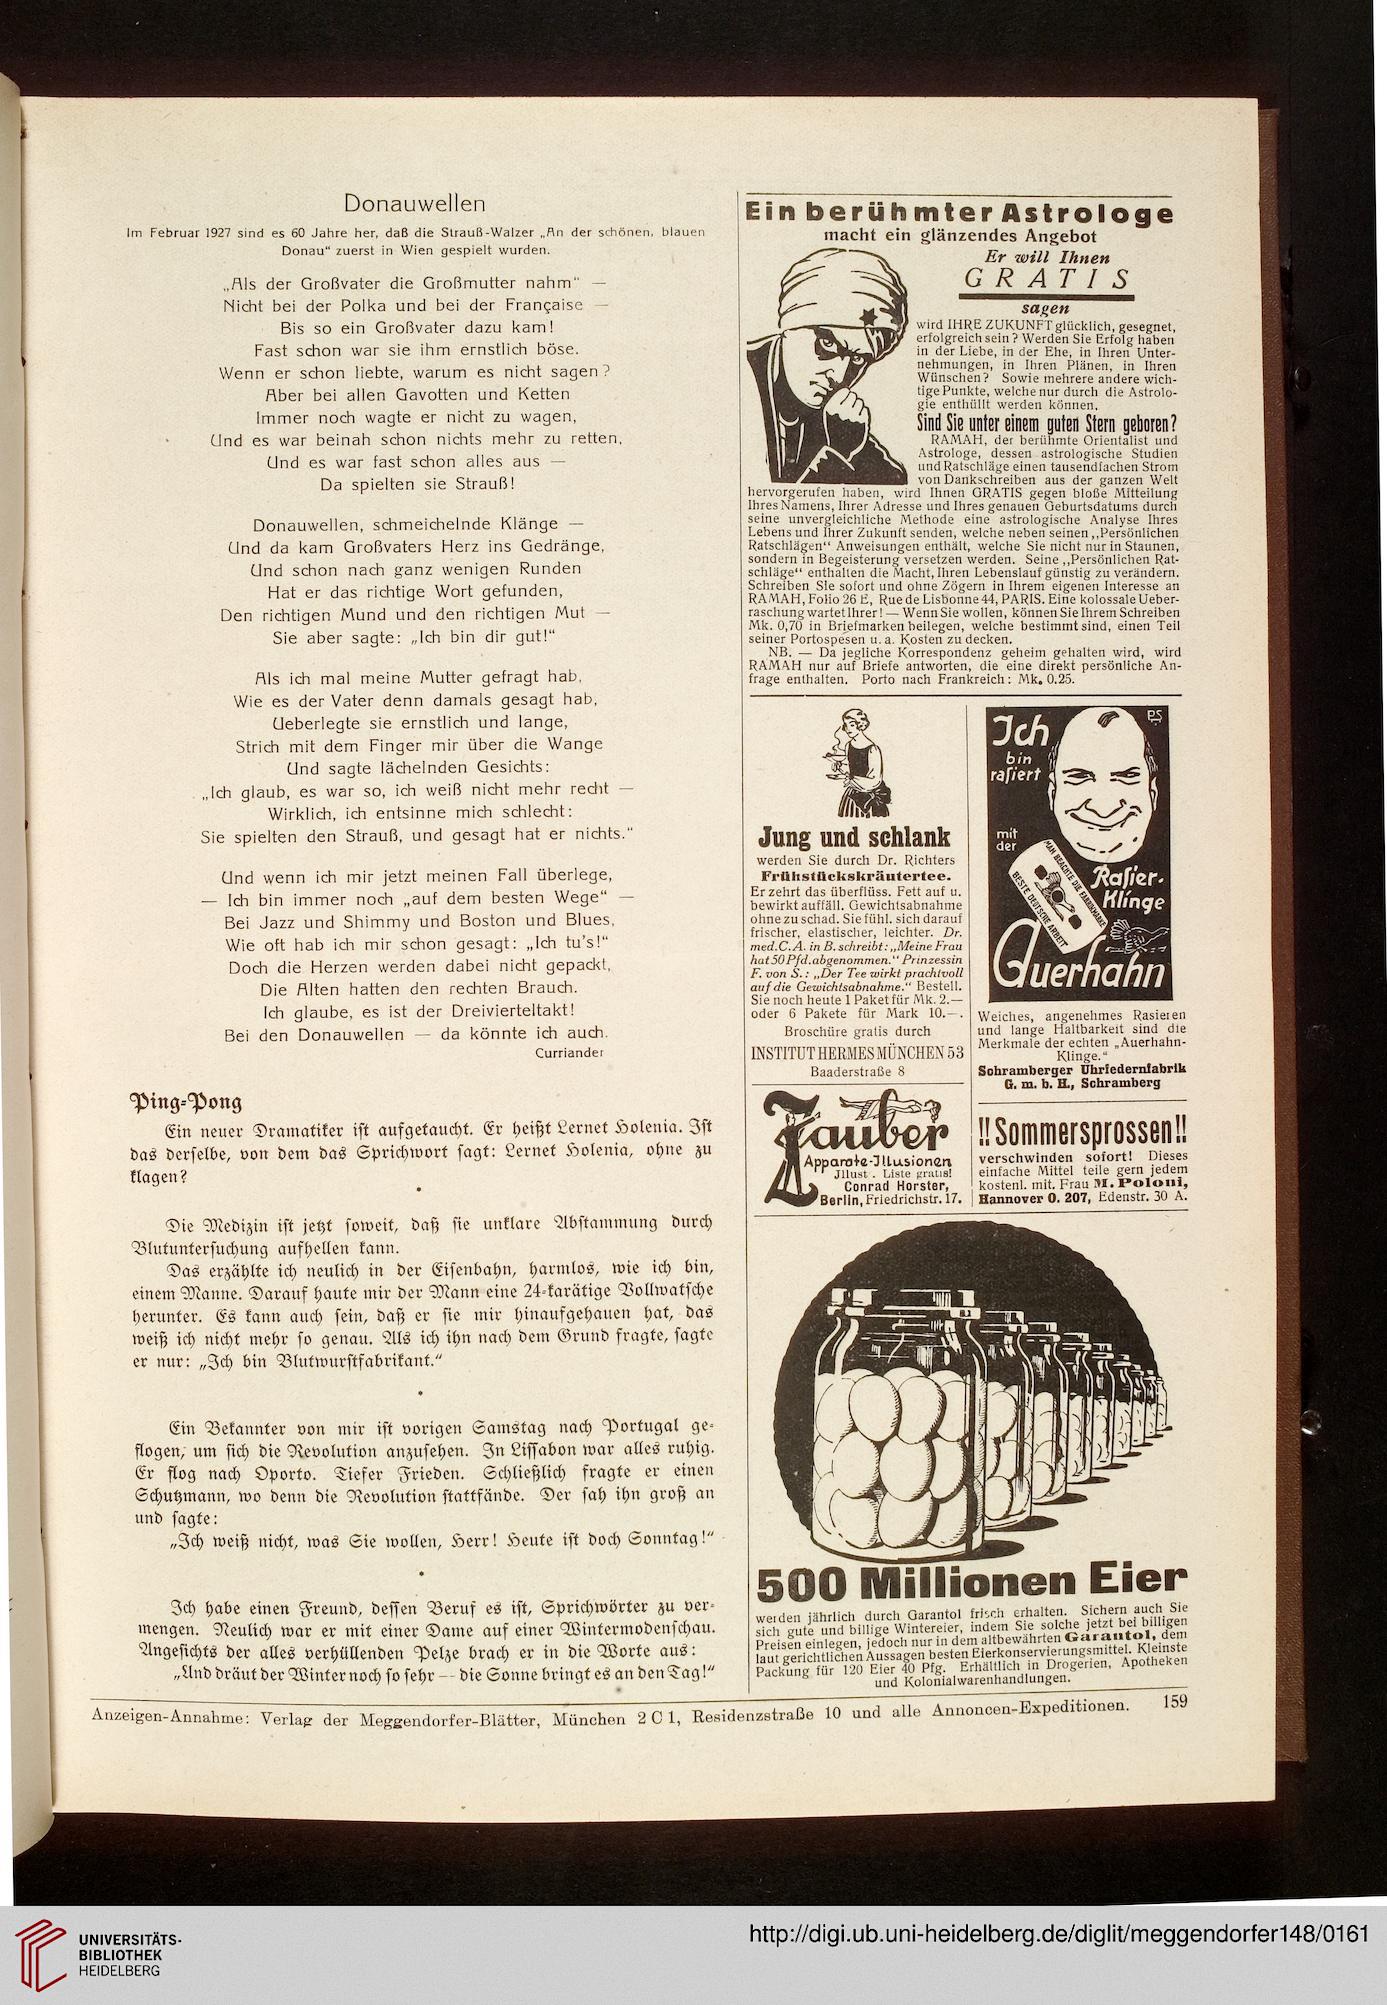 Donauwellen
Im Februar 1927 sind es 60 Jahre her, daß die Strauß-Walzer „An der schönen, blauen
Donau“ zuerst in Wien gespielt wurden.
„Als der Großvater die Großmutter nahm“ —
Nicht bei der Polka und bei der Française —
Bis so ein Großvater dazu kam!
Fast schon war sie ihm ernstlich böse.
Wenn er schon liebte, warum es nicht sagen?
Aber bei allen Gavotten und Ketten
Immer noch wagte er nicht zu wagen,
Und es war beinah schon nichts mehr zu retten,
Und es war fast schon alles aus —
Da spielten sie Strauß!
Donauwellen, schmeichelnde Klänge —
Und da kam Großvaters Herz ins Gedränge,
Und schon nach ganz wenigen Runden
Hat er das richtige Wort gefunden,
Den richtigen Mund und den richtigen Mut —
Sie aber sagte: „Ich bin dir gut!“
Als ich mal meine Mutter gefragt hab,
Wie es der Vater denn damals gesagt hab,
Ueberlegte sie ernstlich und lange,
Strich mit dem Finger mir über die Wange
Und sagte lächelnden Gesichts:
„Ich glaub, es war so, ich weiß nicht mehr recht —
Wirklich, ich entsinne mich schlecht:
Sie spielten den Strauß, und gesagt hat er nichts.“
Und wenn ich mir jetzt meinen Fall überlege,
— Ich bin immer noch „auf dem besten Wege“ —
Bei Jazz und Shimmy und Boston und Blues,
Wie oft hab ich mir schon gesagt: „Ich tu’s!“
Doch die Herzen werden dabei nicht gepackt,
Die Alten hatten den rechten Brauch.
Ich glaube, es ist der Dreivierteltakt!
Bei den Donauwellen — da könnte ich auch.
Curriander
Ping-Pong
Ein neuer Dramatiker ist aufgetaucht. Er heißt Lernet Holenia. Ist
das derselbe, von dem das Sprichwort sagt: Lernet Holenia, ohne zu
klagen?
*
Die Medizin ist jetzt soweit, daß sie unklare Abstammung durch
Blutuntersuchung aufhellen kann.
Das erzählte ich neulich in der Eisenbahn, harmlos, wie ich bin,
einem Manne. Darauf haute mir der Mann eine 24-karätige Vollwatsche
herunter. Es kann auch sein, daß er sie mir hinaufgehauen hat, das
weiß ich nicht mehr so genau. Als ich ihn nach dem Grund fragte, sagte
er nur: „Ich bin Blutwurstfabrikant.“
*
Ein Bekannter von mir ist vorigen Samstag nach Portugal ge-
flogen, um sich die Revolution anzusehen. In Lissabon war alles ruhig.
Er flog nach Oporto. Tiefer Frieden. Schließlich fragte er einen
Schutzmann, wo denn die Revolution stattfände. Der sah ihn groß an
und sagte:
„Ich weiß nicht, was Sie wollen, Herr! Heute ist doch Sonntag!“
*
Ich habe einen Freund, dessen Beruf es ist, Sprichwörter zu ver-
mengen. Neulich war er mit einer Dame auf einer Wintermodenschau.
Angesichts der alles verhüllenden Pelze brach er in die Worte aus:
„Und dräut der Winter noch so sehr — die Sonne bringt es an den Tag!“
Ein berühmter Astrologe
macht ein glänzendes Angebot
Er will Ihnen
GRATIS
sagen
wird IHRE ZUKUNFT glücklich, gesegnet,
erfolgreich sein? Werden Sie Erfolg haben
in der Liebe, in der Ehe, in Ihren Unter-
nehmungen, in Ihren Plänen, in Ihren
Wünschen? Sowie mehrere andere wich-
tige Punkte, welche nur durch die Astrolo-
gie enthüllt werden können.
Sind Sie unter einem guten Stern geboren?
RAMAH, der berühmte Orientalist und
Astrologe, dessen astrologische Studien
und Ratschläge einen tausendfachen Strom
von Dankschreiben aus der ganzen Welt
hervorgerufen haben, wird Ihnen GRATIS gegen bloße Mitteilung
Ihres Namens, Ihrer Adresse und Ihres genauen Geburtsdatums durch
seine unvergleichliche Methode eine astrologische Analyse Ihres
Lebens und Ihrer Zukunft senden, welche neben seinen „Persönlichen
Ratschlägen“ Anweisungen enthält, welche Sie nicht nur in Staunen,
sondern in Begeisterung versetzen werden. Seine „Persönlichen Rat-
schläge“ enthalten die Macht, Ihren Lebenslauf günstig zu verändern.
Schreiben Sie sofort und ohne Zögern in Ihrem eigenen Interesse an
RAMAH, Folio 26 E, Rue de Lisbonne 44, PARIS. Eine kolossale Ueber-
raschung wartet Ihrer! — Wenn Sie wollen, können Sie Ihrem Schreiben
Mk. 0,70 in Briefmarken beilegen, welche bestimmt sind, einen Teil
seiner Portospesen u. a. Kosten zu decken.
NB. — Da jegliche Korrespondenz geheim gehalten wird, wird
RAMAH nur auf Briefe antworten, die eine direkt persönliche An-
frage enthalten. Porto nach Frankreich: Mk. 0.25.
Jung und schlank
werden Sie durch Dr. Richters
Frühstückskräutertee.
Er zehrt das überflüss. Fett auf u.
bewirkt auffäll. Gewichtsabnahme
ohne zu schad. Sie fühl. sich darauf
frischer, elastischer, leichter. Dr.
med. C. A. in B. schreibt: „Meine Frau
hat 50 Pfd. abgenommen.“ Prinzessin
F. von S.: „Der Tee wirkt prachtvoll
auf die Gewichtsabnahme.“ Bestell.
Sie noch heute 1 Paket für Mk. 2.—
oder 6 Pakete für Mark 10.—.
Broschüre gratis durch
INSTITUT HERMES MÜNCHEN 53
Baaderstraße 8
PS
Ich
bin
rasiert
mit
der
MAN BEACHTE DIE FABRIKMARKE
BESTE DEUTSCHE ARBEIT
Rasier-
Klinge
Auerhahn
Weiches, angenehmes Rasieren
und lange Haltbarkeit sind die
Merkmale der echten „Auerhahn-
Klinge.“
Schramberger Uhrfedernfabrik
G. m. b. H., Schramberg
Zauber
Apparate-Illusionen
Illust. Liste gratis!
Conrad Horster,
Berlin, Friedrichstr. 17.
!! Sommersprossen !!
verschwinden sofort! Dieses
einfache Mittel teile gern jedem
kostenl. mit. Frau M. Poloni,
Hannover O. 207, Edenstr. 30 A.
500 Millionen Eier
werden jährlich durch Garantol frisch erhalten. Sichern auch Sie
sich gute und billige Wintereier, indem Sie solche jetzt bei billigen
Preisen einlegen, jedoch nur in dem altbewährten Garantol, dem
laut gerichtlichen Aussagen besten Eierkonservierungsmittel. Kleinste
Packung für 120 Eier 40 Pfg. Erhältlich in Drogerien, Apotheken
und Kolonialwarenhandlungen.
Anzeigen-Annahme: Verlag der Meggendorfer-Blätter, München 2 C 1, Residenzstraße 10 und alle Annoncen-Expeditionen.
159
UNIVERSITÄTS-
BIBLIOTHEK
HEIDELBERG
http://digi.ub.uni-heidelberg.de/diglit/meggendorfer148/0161